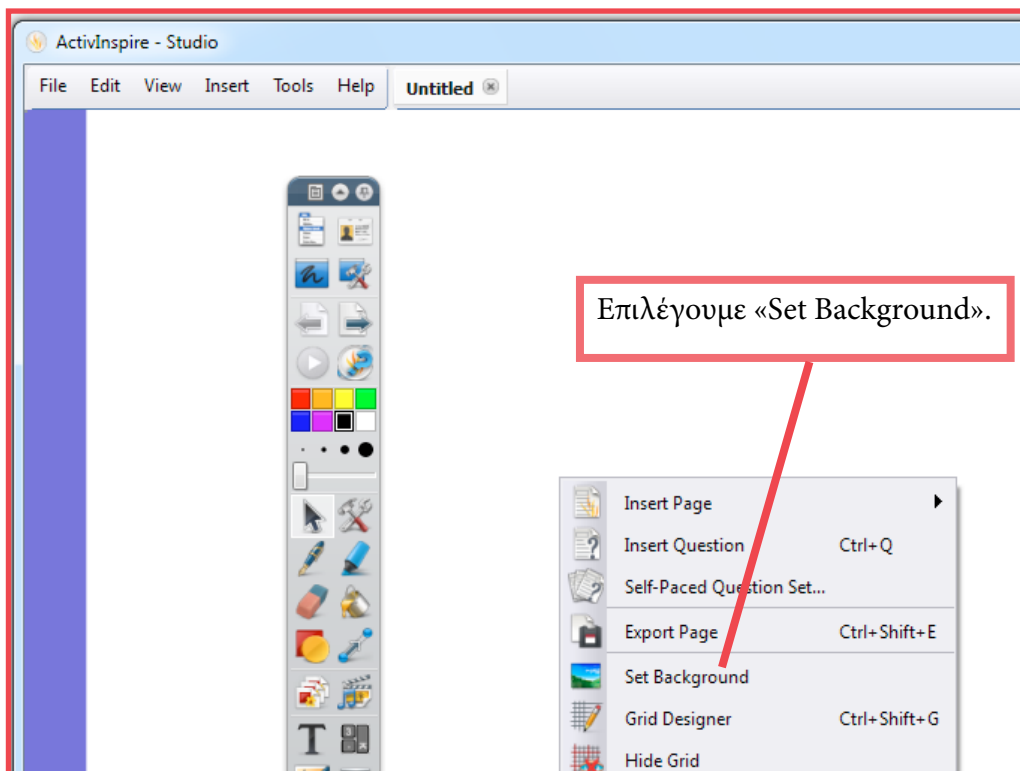 ActivInspire - Studio
File Edit View Insert Tools Help Untitled
Επιλέγουμε «Set Background».
Insert Page
Insert Question Ctrl+Q
Self-Paced Question Set...
Export Page Ctrl+Shift+E
Set Background
Grid Designer Ctrl+Shift+G
Hide Grid
T